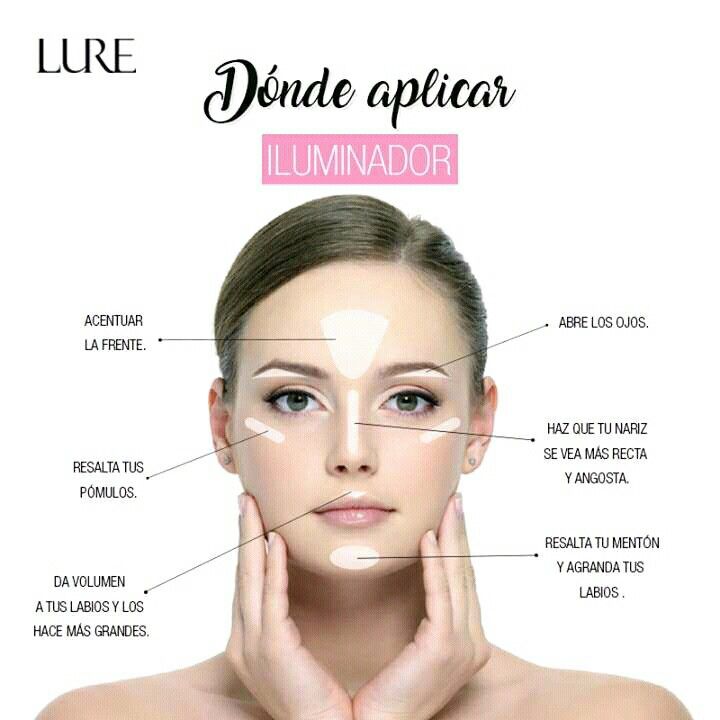 LURE
Dónde aplicar
ILUMINADOR
ACENTUAR
LA FRENTE.
ABRE LOS OJOS.
HAZ QUE TU NARIZ
SE VEA MÁS RECTA
Y ANGOSTA.
RESALTA TUS
PÓMULOS.
RESALTA TU MENTÓN
Y AGRANDA TUS
LABIOS .
DA VOLUMEN
A TUS LABIOS Y LOS
HACE MÁS GRANDES.